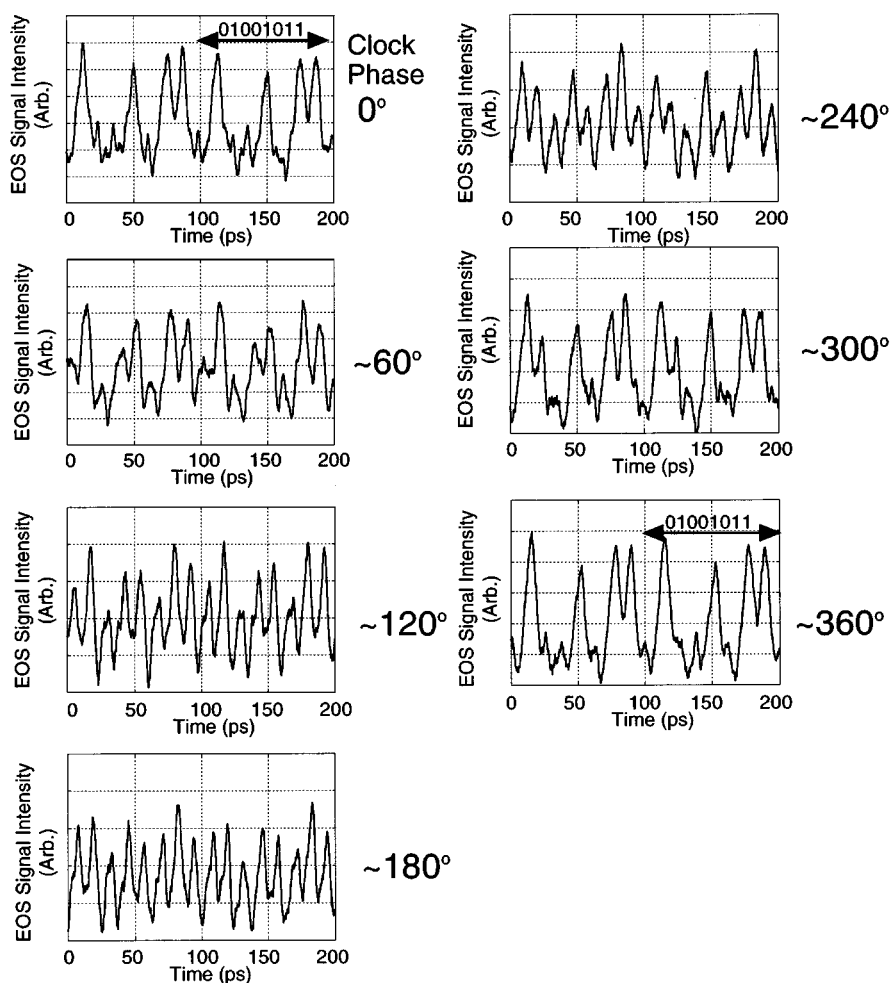 01001011
EOS Signal Intensity
(Arb.)
0 50 100 150 200
Time (ps)
Clock
Phase
0°
EOS Signal Intensity
(Arb.)
0 50 100 150 200
Time (ps)
~60°
EOS Signal Intensity
(Arb.)
0 50 100 150 200
Time (ps)
~120°
EOS Signal Intensity
(Arb.)
0 50 100 150 200
Time (ps)
~180°
EOS Signal Intensity
(Arb.)
0 50 100 150 200
Time (ps)
~240°
EOS Signal Intensity
(Arb.)
0 50 100 150 200
Time (ps)
~300°
01001011
EOS Signal Intensity
(Arb.)
0 50 100 150 200
Time (ps)
~360°